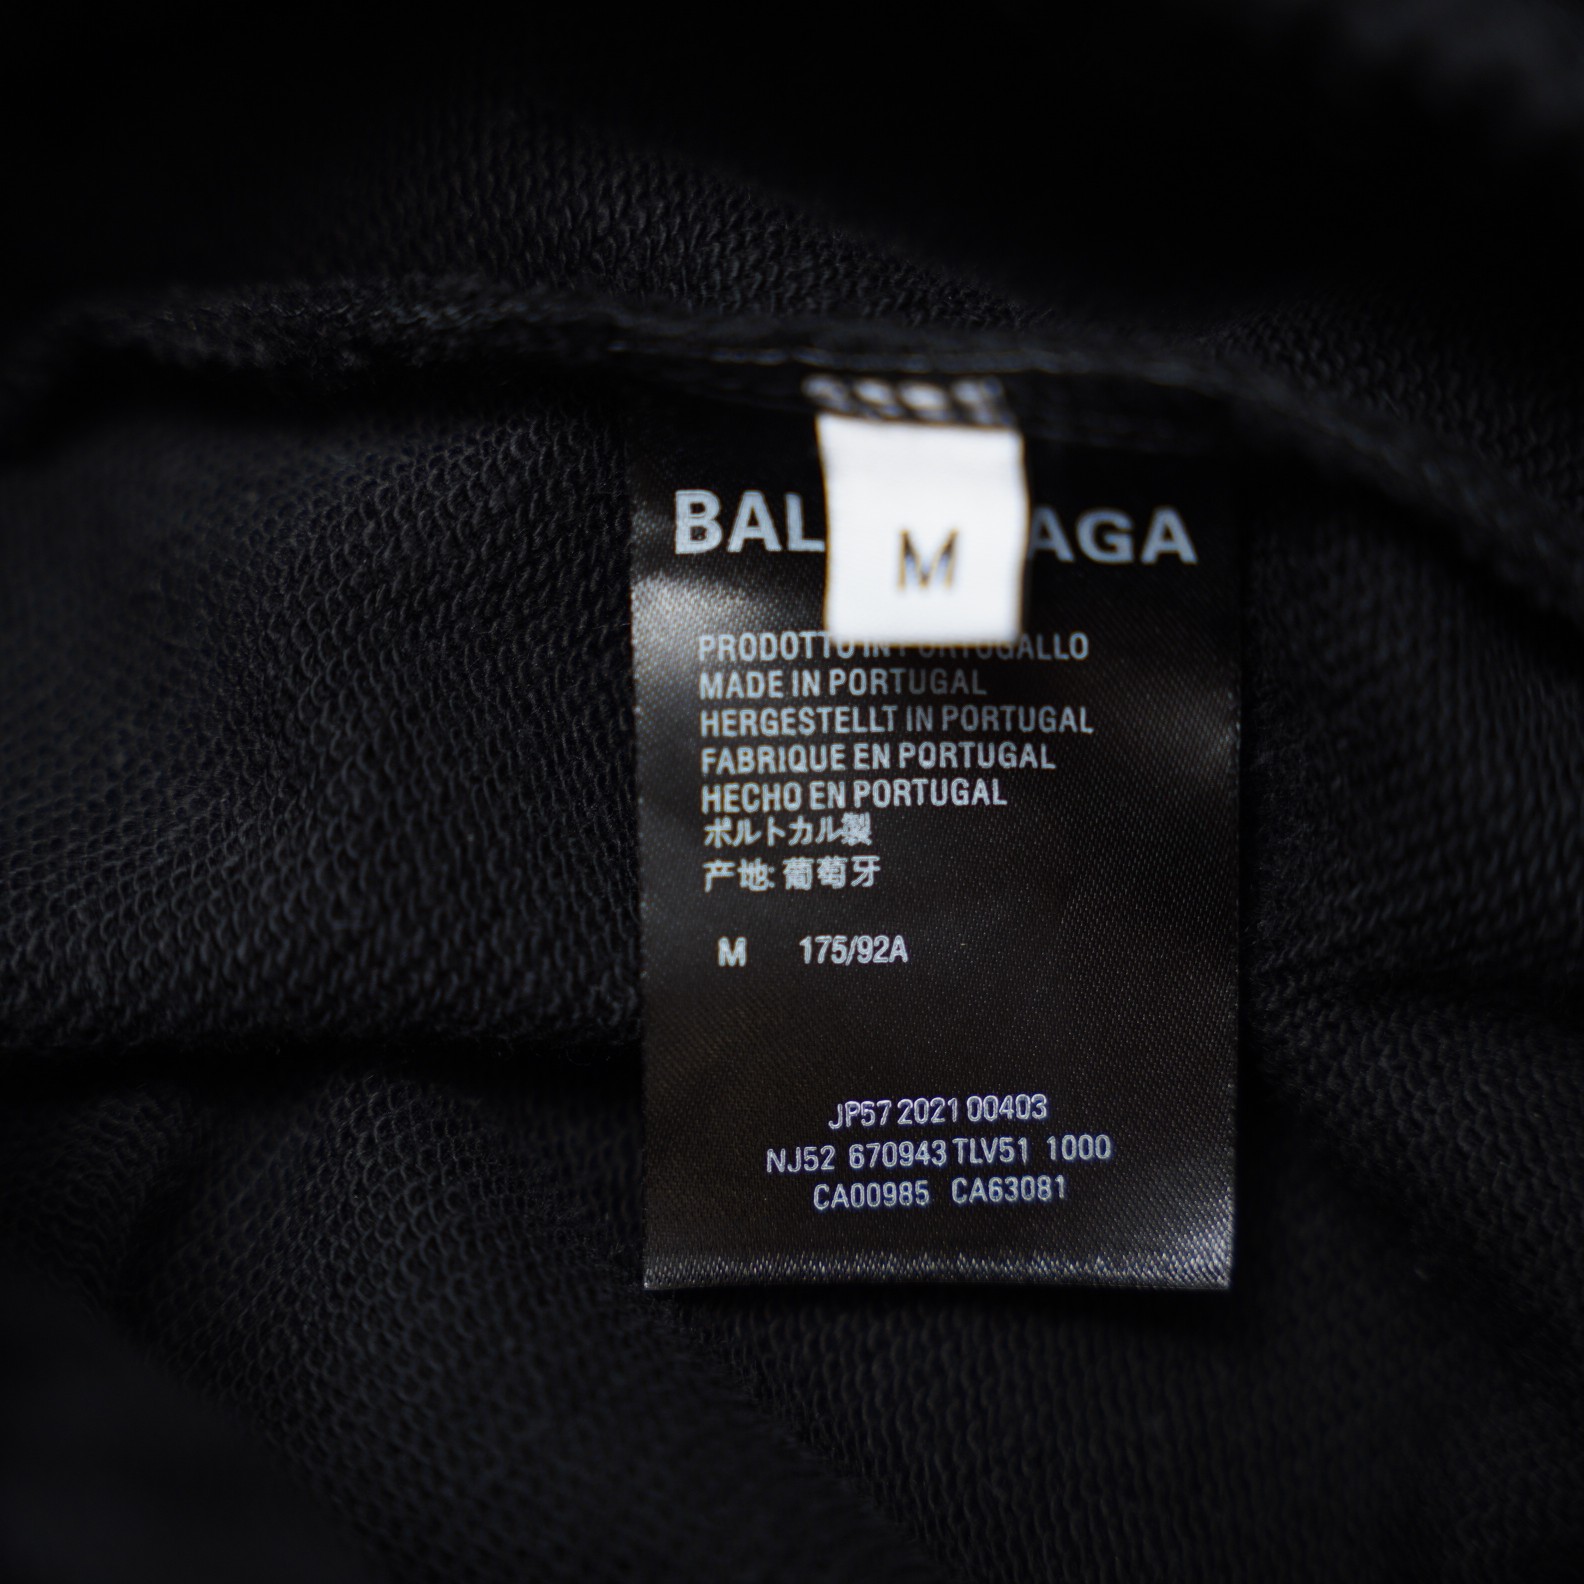 BAL AGA
M
PRODOTTO IN PORTOGALLO
MADE IN PORTUGAL
HERGESTELLT IN PORTUGAL
FABRIQUE EN PORTUGAL
HECHO EN PORTUGAL
ポルトカル製
产地: 葡萄牙
M 175/92A
JP57 2021 00403
NJ52 670943 TLV51 1000
CA00985 CA63081